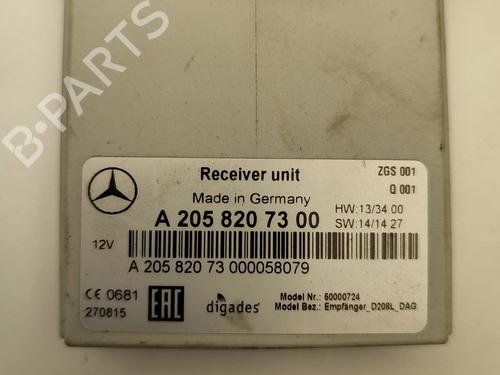 B-PARTS
Receiver unit
ZGS 001
Made in Germany
Q 001
A 205 820 73 00
HW:13/34 00
SW:14/14 27
12V
A 205 820 73 000058079
CE 0681
270815
EAC
digades
Model Nr.: 50000724
Model Bez.: Empfänger_D208L_DAG